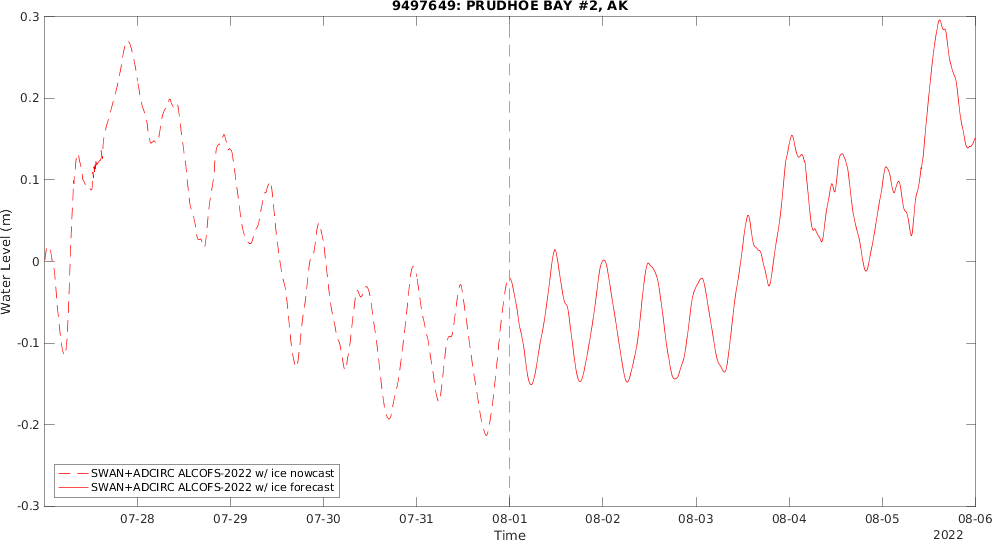 9497649: PRUDHOE BAY #2, AK
0.3
0.2
0.1
0
-0.1
-0.2
-0.3
Water Level (m)
SWAN+ADCIRC ALCOFS-2022 w/ ice nowcast
SWAN+ADCIRC ALCOFS-2022 w/ ice forecast
07-28 07-29 07-30 07-31 08-01 08-02 08-03 08-04 08-05 08-06
Time
2022